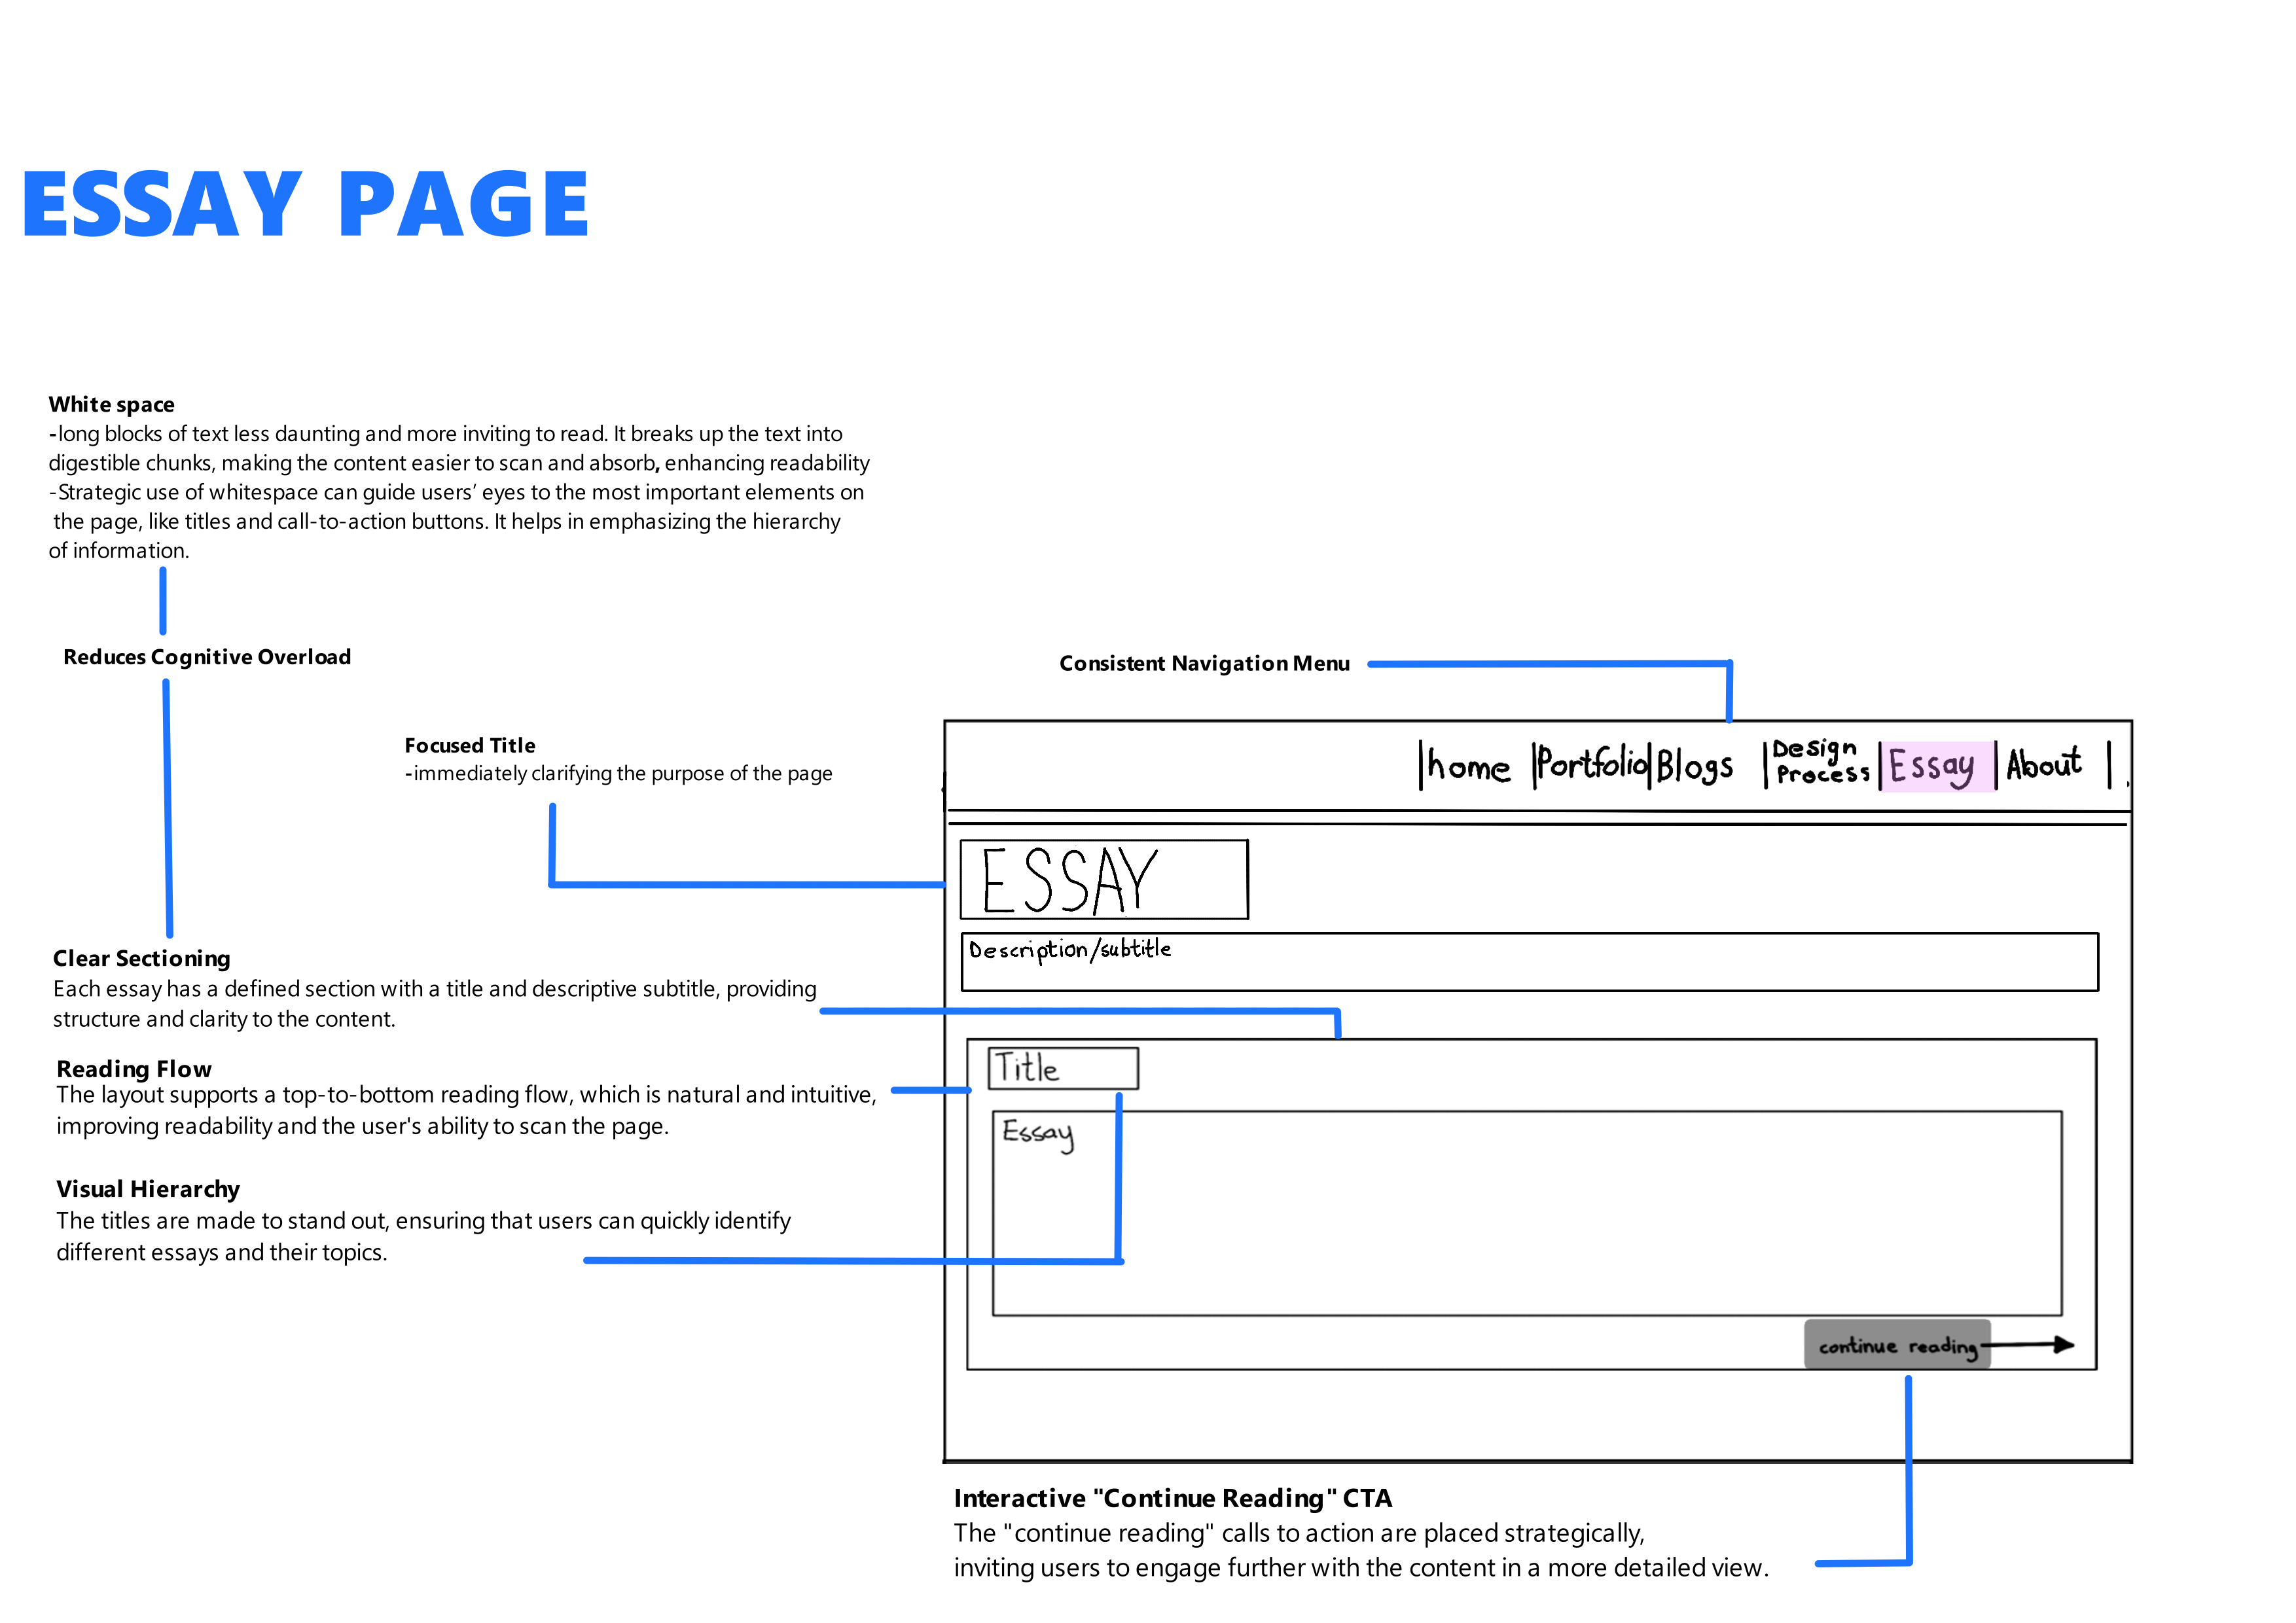 ESSAY PAGE
White space
-long blocks of text less daunting and more inviting to read. It breaks up the text into
digestible chunks, making the content easier to scan and absorb, enhancing readability
-Strategic use of whitespace can guide users’ eyes to the most important elements on
the page, like titles and call-to-action buttons. It helps in emphasizing the hierarchy
of information.
Reduces Cognitive Overload
Consistent Navigation Menu
Focused Title
-immediately clarifying the purpose of the page
home
Portfolio
Blogs
Design
Process
Essay
About
ESSAY
Description/subtitle
Clear Sectioning
Each essay has a defined section with a title and descriptive subtitle, providing
structure and clarity to the content.
Reading Flow
The layout supports a top-to-bottom reading flow, which is natural and intuitive,
improving readability and the user's ability to scan the page.
Visual Hierarchy
The titles are made to stand out, ensuring that users can quickly identify
different essays and their topics.
Title
Essay
continue reading
Interactive "Continue Reading" CTA
The "continue reading" calls to action are placed strategically,
inviting users to engage further with the content in a more detailed view.